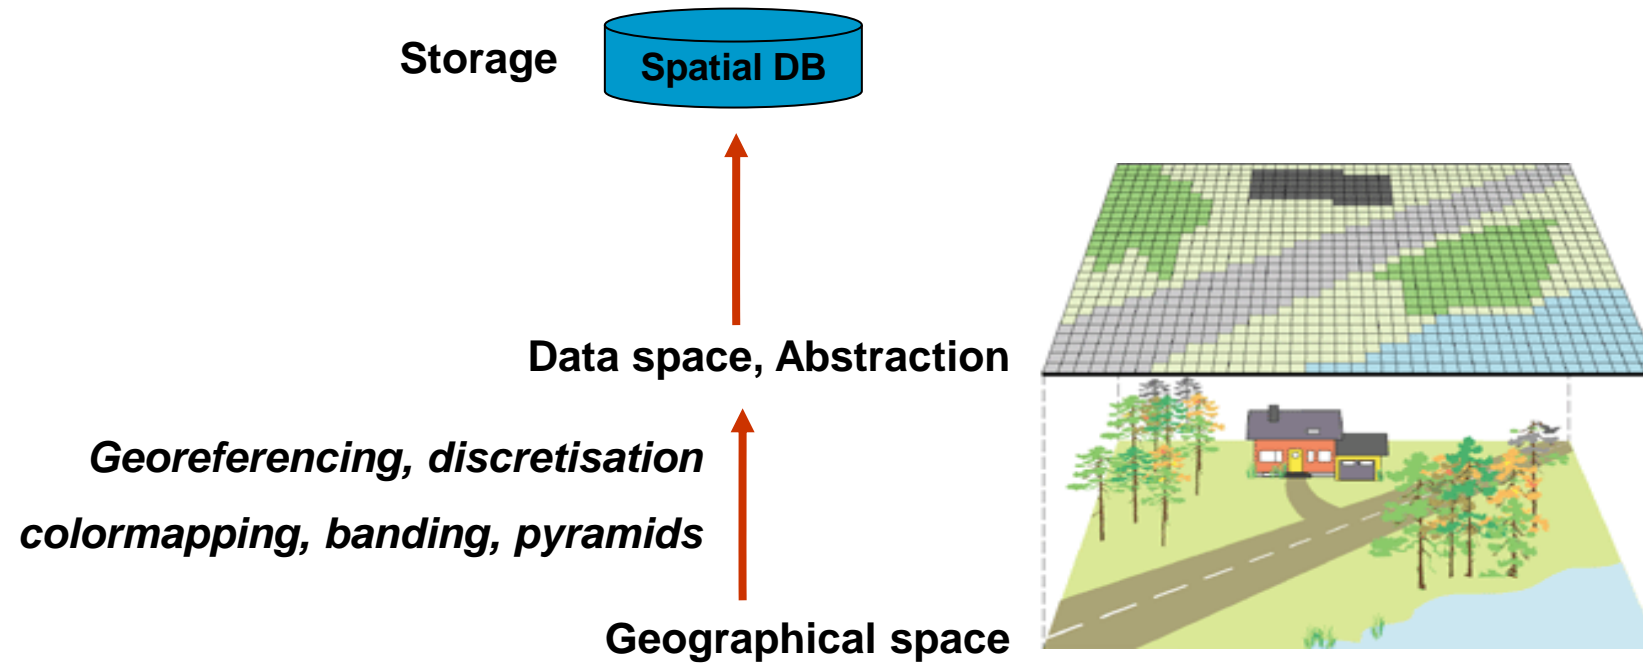 Storage
Spatial DB
Data space, Abstraction
Georeferencing, discretisation
colormapping, banding, pyramids
Geographical space